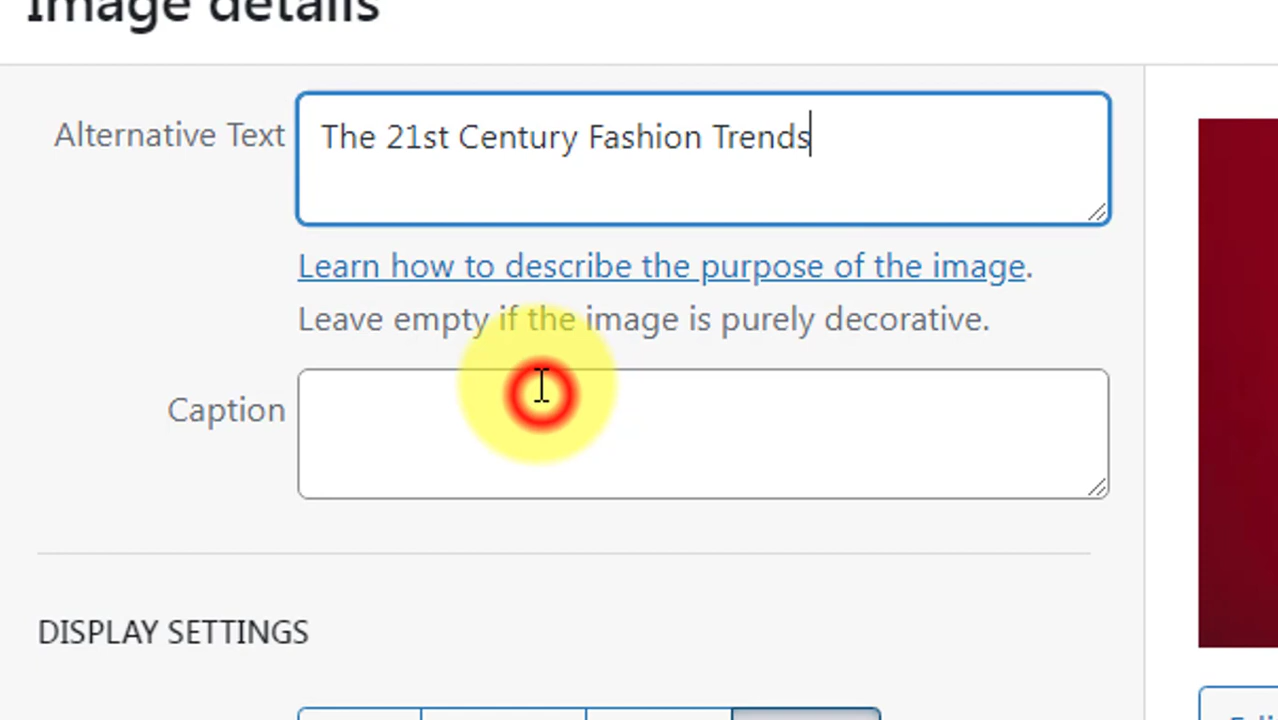 Image details
Alternative Text
The 21st Century Fashion Trends
Learn how to describe the purpose of the image.
Leave empty if the image is purely decorative.
Caption
DISPLAY SETTINGS